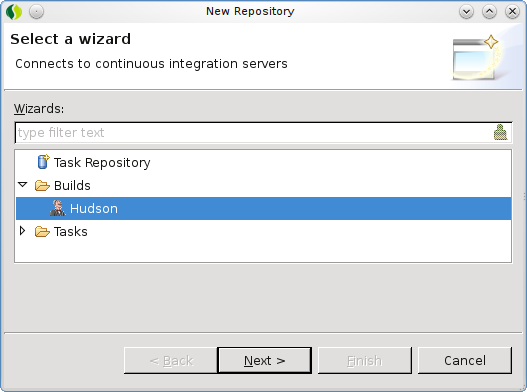 New Repository
Select a wizard
Connects to continuous integration servers
Wizards:
type filter text
Task Repository
Builds
Hudson
Tasks
< Back
Next >
Finish
Cancel